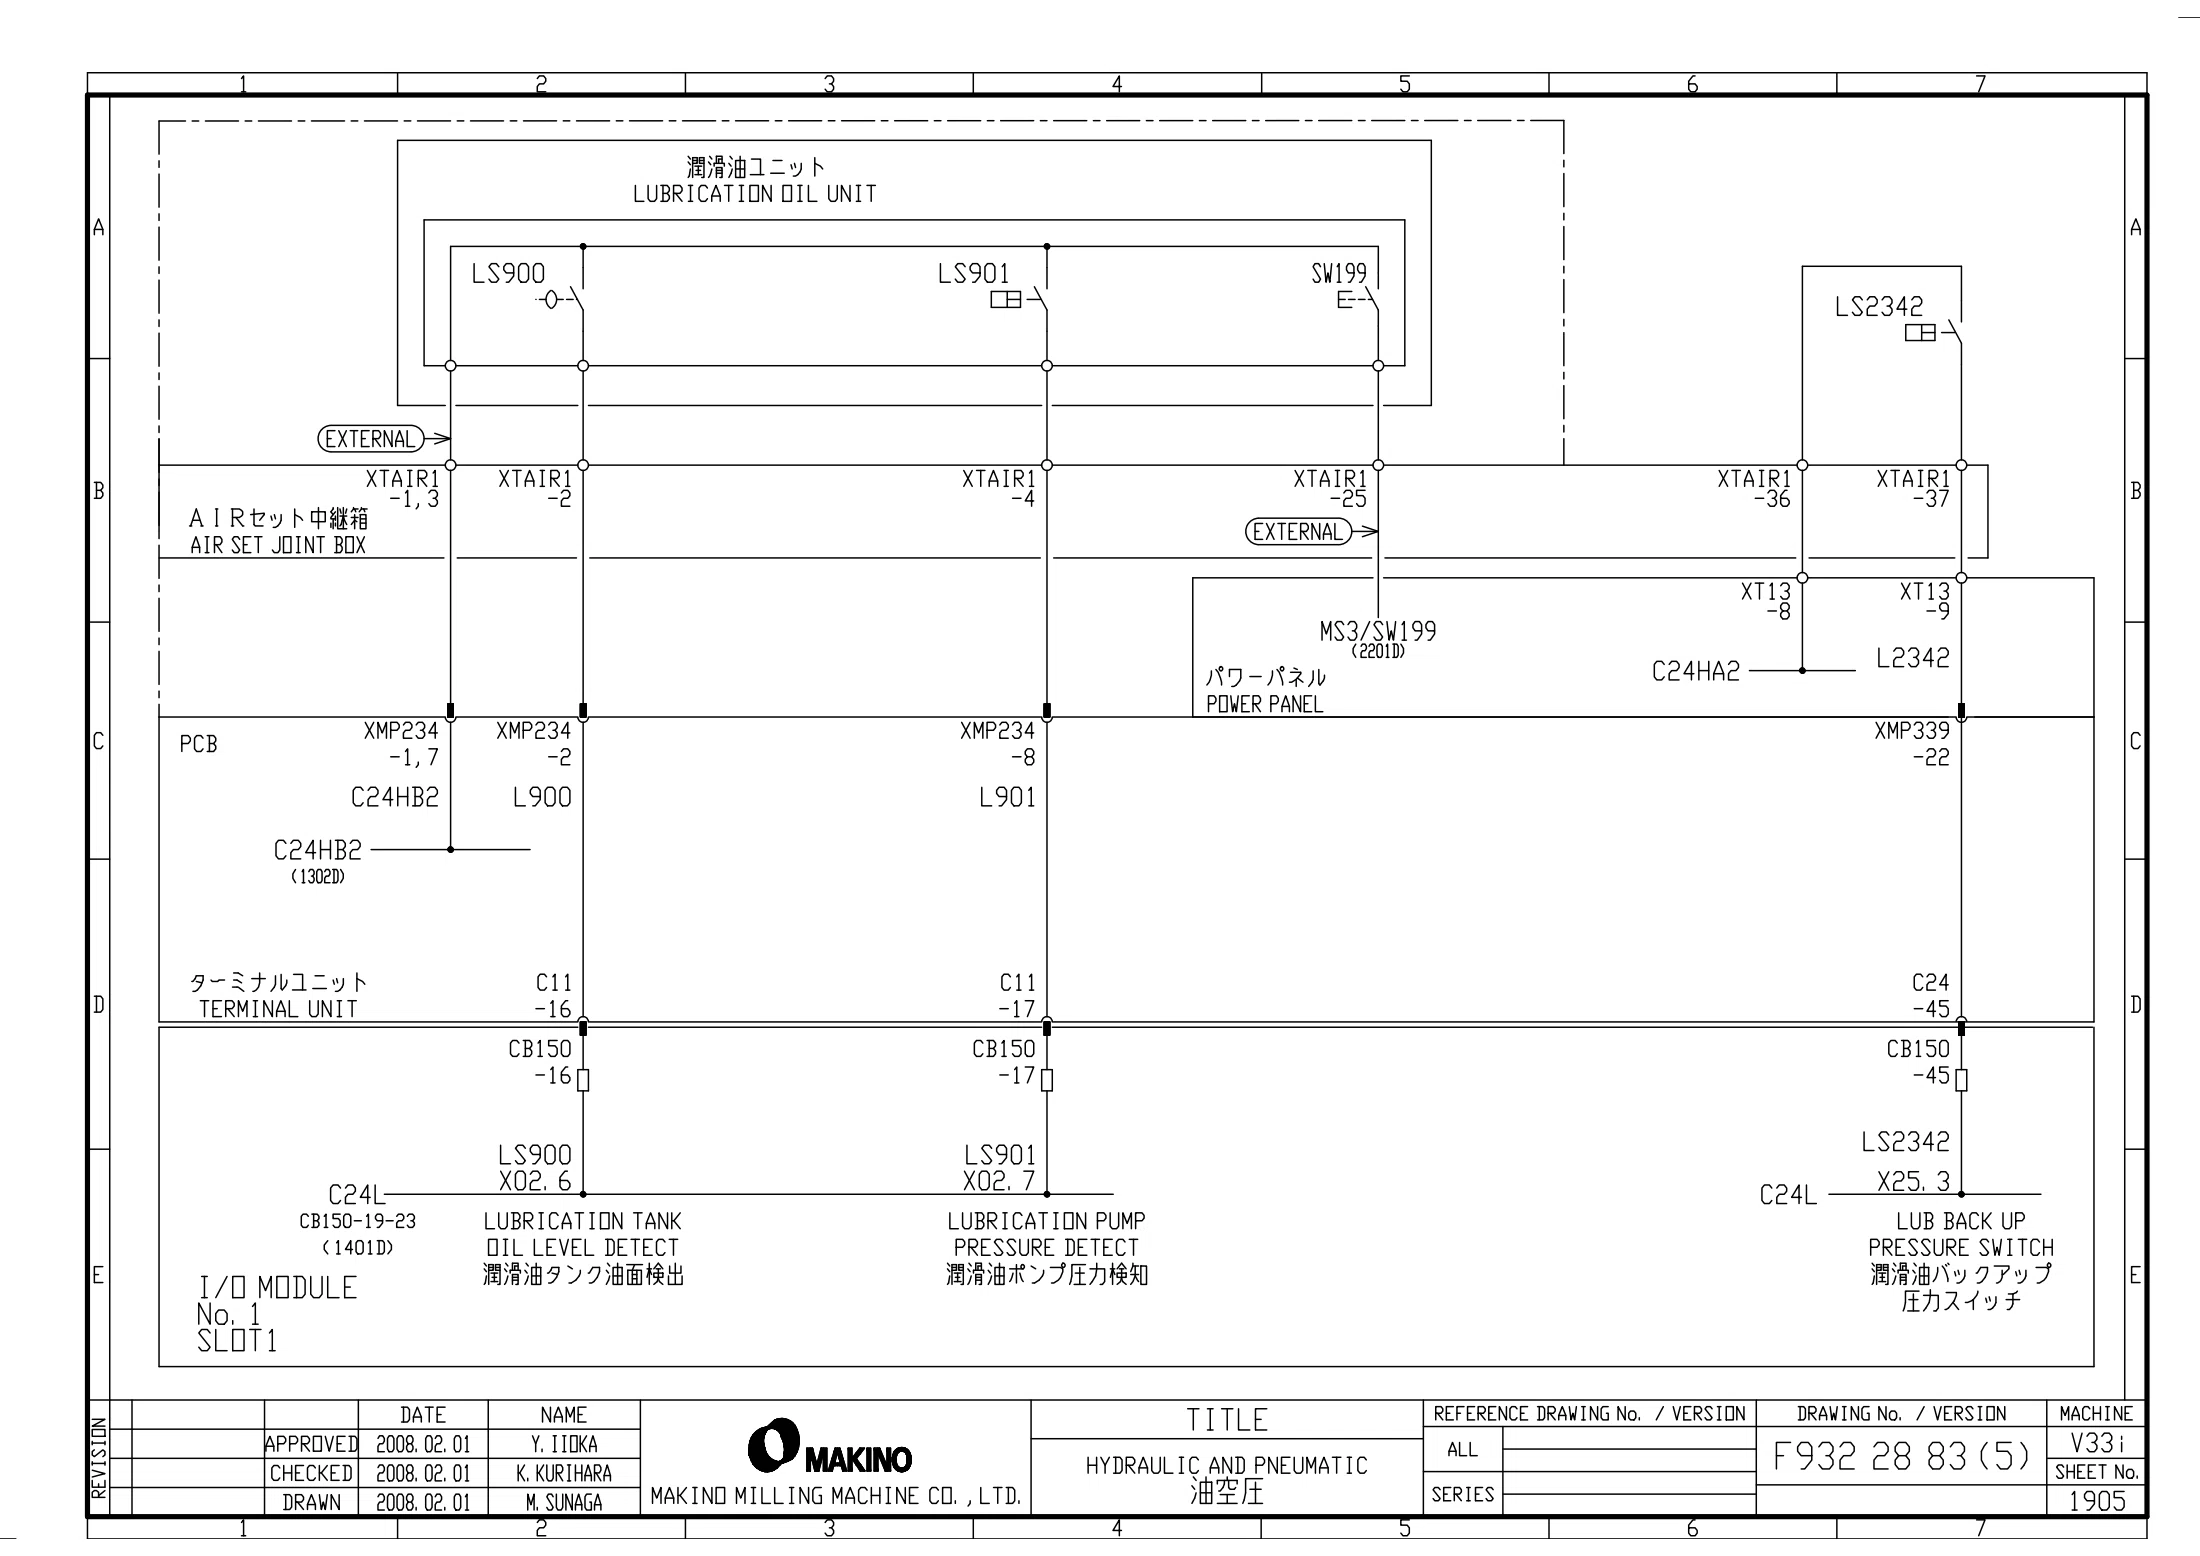 1 2 3 4 5 6 7
潤滑油ユニット
LUBRICATION OIL UNIT
A A
LS900 LS901 SW199
LS2342
EXTERNAL
XTAIR1 XTAIR1 XTAIR1 XTAIR1 XTAIR1 XTAIR1
-1,3 -2 -4 -25 -36 -37
B B
AIRセット中継箱
AIR SET JOINT BOX
EXTERNAL
XT13 XT13
-8 -9
MS3/SW199
(2201D)
C24HA2 L2342
パワーパネル
POWER PANEL
C C
PCB
XMP234 XMP234 XMP234 XMP339
-1,7 -2 -8 -22
C24HB2 L900 L901
C24HB2
(1302D)
ターミナルユニット
TERMINAL UNIT
C11 C11 C24
-16 -17 -45
D D
CB150 CB150 CB150
-16 -17 -45
LS900 LS901 LS2342
X02.6 X02.7 X25.3
C24L C24L
CB150-19-23
(1401D)
LUBRICATION TANK
OIL LEVEL DETECT
潤滑油タンク油面検出
LUBRICATION PUMP
PRESSURE DETECT
潤滑油ポンプ圧力検知
LUB BACK UP
PRESSURE SWITCH
潤滑油バックアップ
圧力スイッチ
E E
I/O MODULE
No.1
SLOT1
REVISION
DATE NAME
APPROVED 2008.02.01 Y.IIOKA
CHECKED 2008.02.01 K.KURIHARA
DRAWN 2008.02.01 M.SUNAGA
MAKINO
MAKINO MILLING MACHINE CO.,LTD.
TITLE
HYDRAULIC AND PNEUMATIC
油空圧
REFERENCE DRAWING No. / VERSION
ALL
SERIES
DRAWING No. / VERSION
F932 28 83(5)
MACHINE
V33i
SHEET No.
1905
1 2 3 4 5 6 7